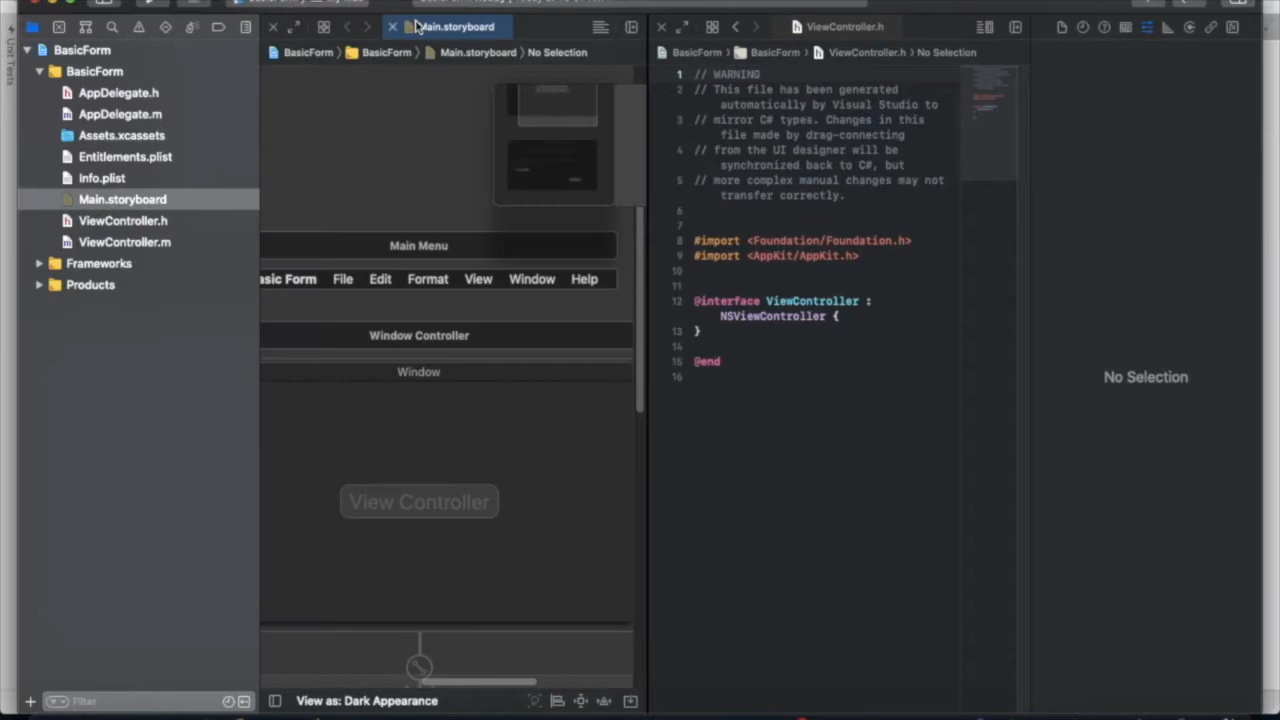 Unit Tests
BasicForm
BasicForm
AppDelegate.h
AppDelegate.m
Assets.xcassets
Entitlements.plist
Info.plist
Main.storyboard
ViewController.h
ViewController.m
Frameworks
Products
Filter
Main.storyboard
BasicForm BasicForm Main.storyboard No Selection
Main Menu
asic Form File Edit Format View Window Help
Window Controller
Window
View Controller
View as: Dark Appearance
ViewController.h
BasicForm BasicForm ViewController.h No Selection
1 // WARNING
2 // This file has been generated
automatically by Visual Studio to
3 // mirror C# types. Changes in this
file made by drag-connecting
4 // from the UI designer will be
synchronized back to C#, but
5 // more complex manual changes may not
transfer correctly.
6
7
8 #import <Foundation/Foundation.h>
9 #import <AppKit/AppKit.h>
10
11
12 @interface ViewController :
NSViewController {
13 }
14
15 @end
16
No Selection